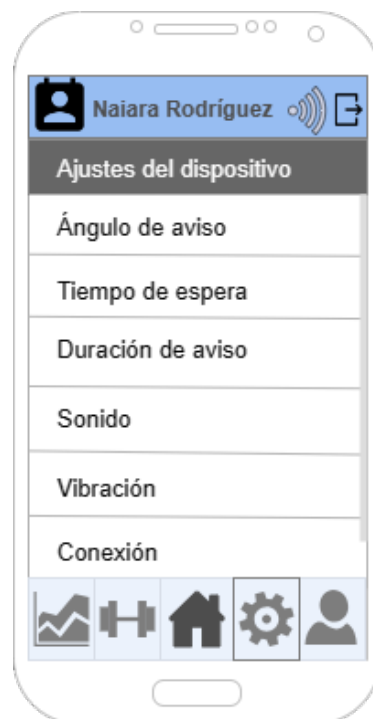 Naiara Rodríguez
Ajustes del dispositivo
Ángulo de aviso
Tiempo de espera
Duración de aviso
Sonido
Vibración
Conexión